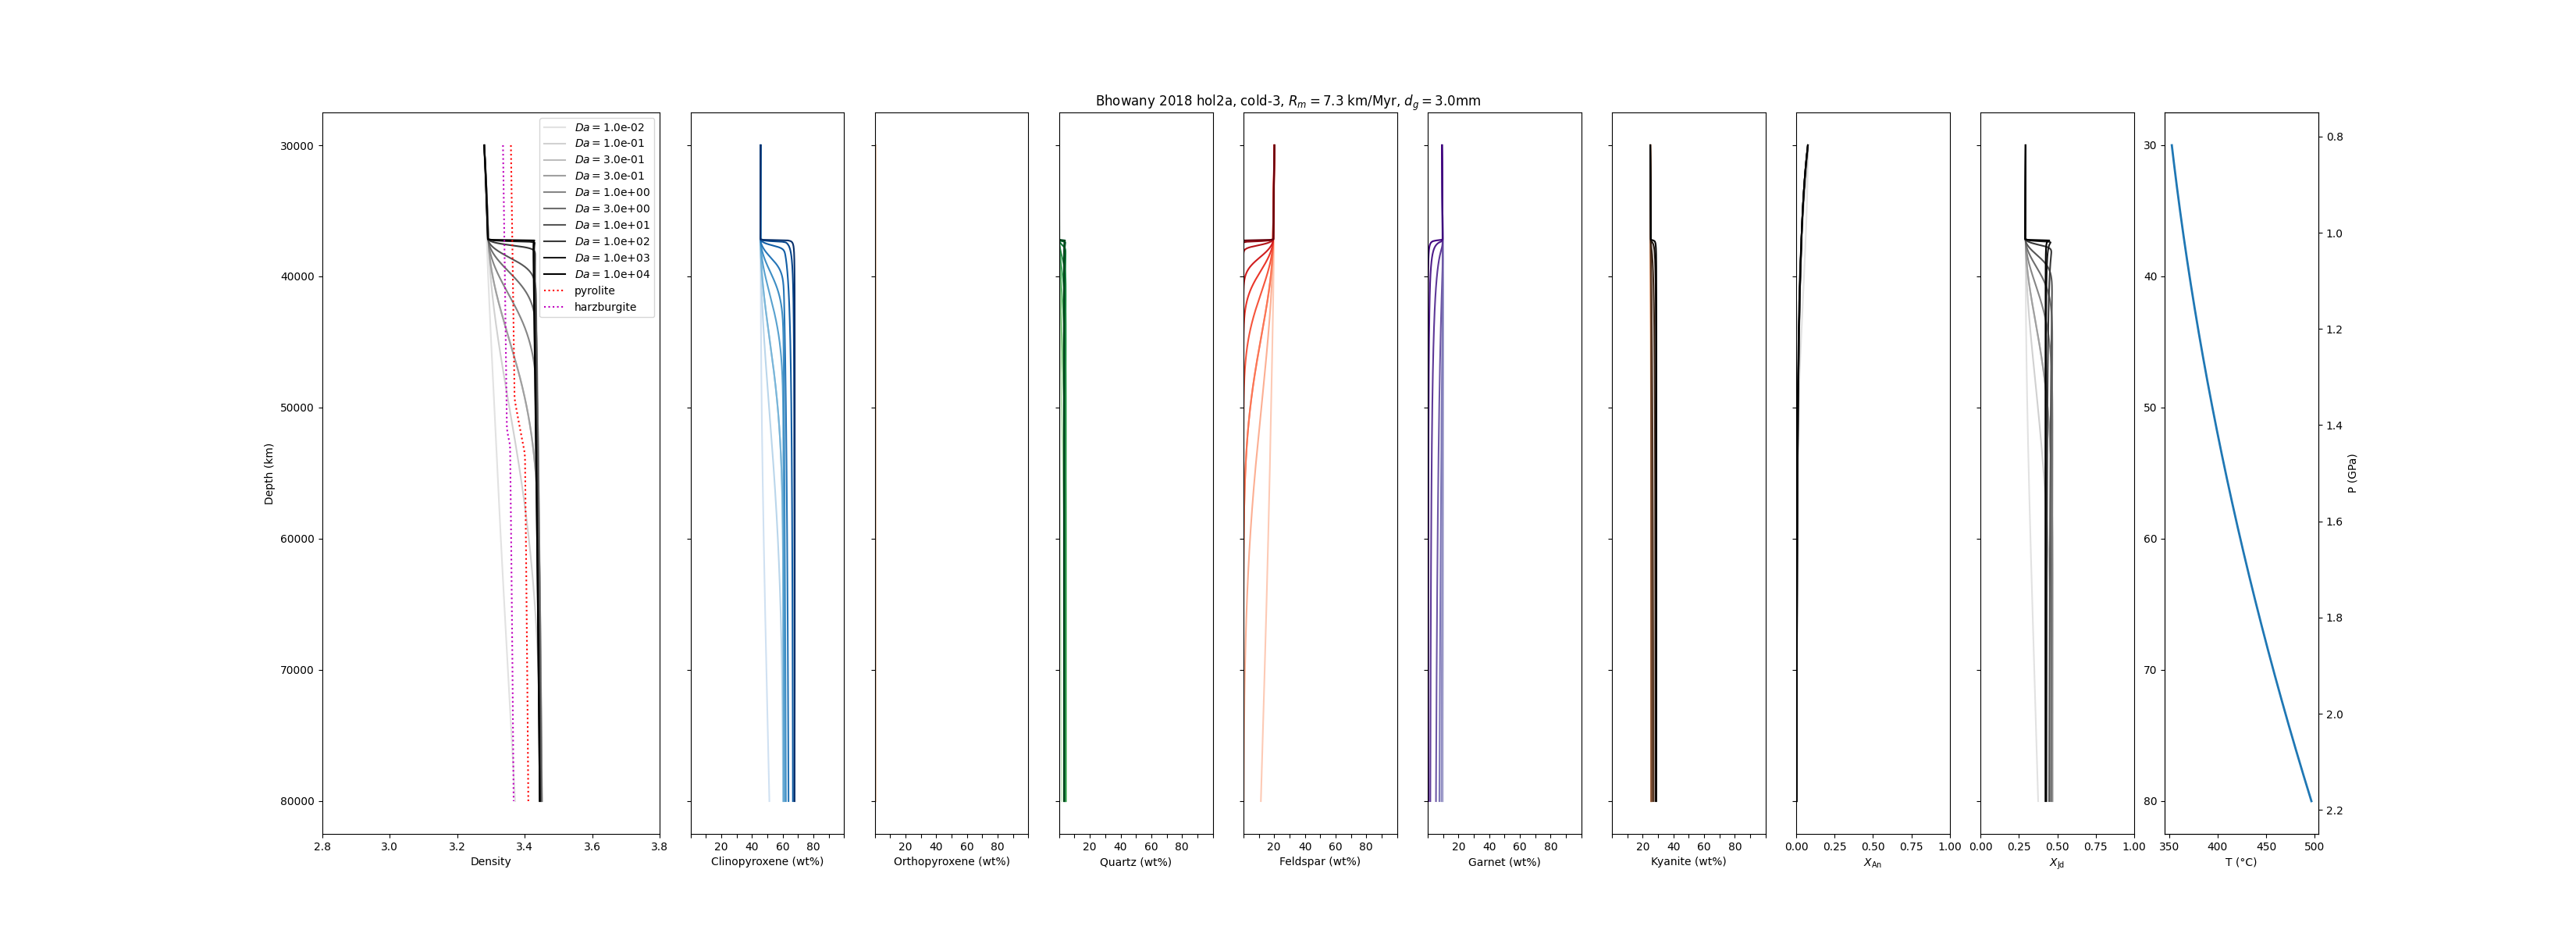 Bhowany 2018 hol2a, cold-3, R_m = 7.3 km/Myr, d_g = 3.0mm
Da = 1.0e-02
Da = 1.0e-01
Da = 3.0e-01
Da = 3.0e-01
Da = 1.0e+00
Da = 3.0e+00
Da = 1.0e+01
Da = 1.0e+02
Da = 1.0e+03
Da = 1.0e+04
pyrolite
harzburgite
Depth (km)
30000
40000
50000
60000
70000
80000
2.8 3.0 3.2 3.4 3.6 3.8
Density
20 40 60 80
Clinopyroxene (wt%)
20 40 60 80
Orthopyroxene (wt%)
20 40 60 80
Quartz (wt%)
20 40 60 80
Feldspar (wt%)
20 40 60 80
Garnet (wt%)
20 40 60 80
Kyanite (wt%)
0.00 0.25 0.50 0.75 1.00
X_An
0.00 0.25 0.50 0.75 1.00
X_Jd
30
40
50
60
70
80
350 400 450 500
T (°C)
0.8
1.0
1.2
1.4
1.6
1.8
2.0
2.2
P (GPa)